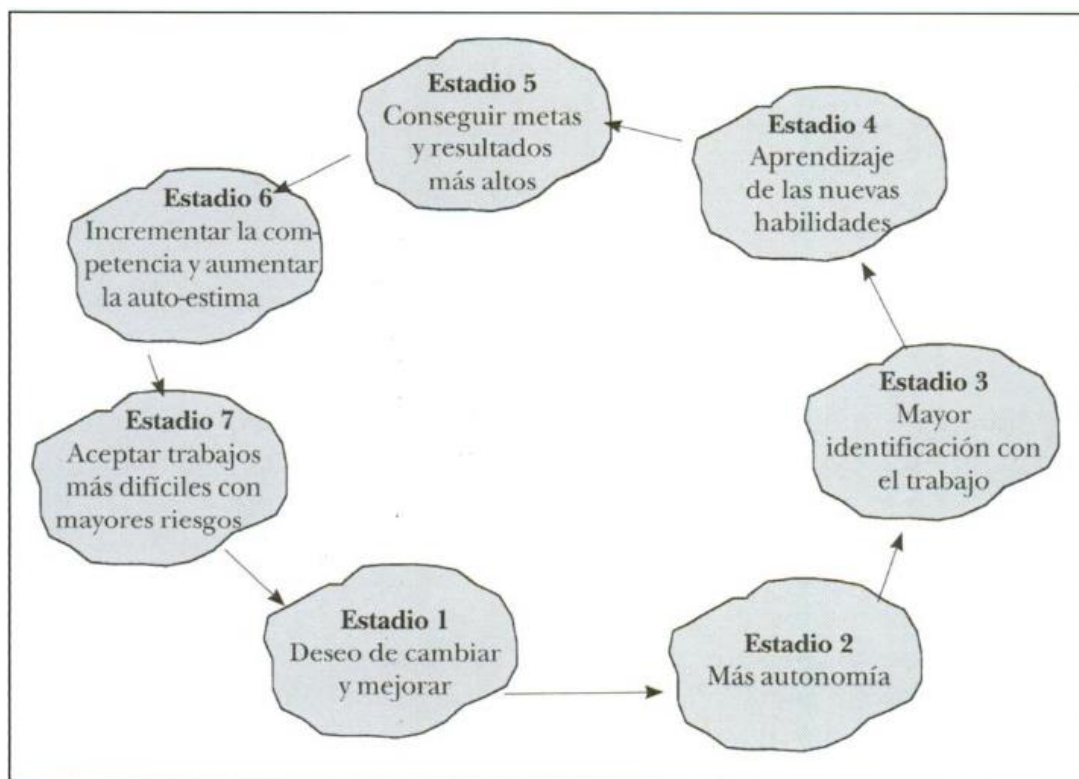 Estadio 5
Conseguir metas
y resultados
más altos
Estadio 4
Aprendizaje
de las nuevas
habilidades
Estadio 6
Incrementar la com-
petencia y aumentar
la auto-estima
Estadio 3
Mayor
identificación con
el trabajo
Estadio 7
Aceptar trabajos
más difíciles con
mayores riesgos
Estadio 1
Deseo de cambiar
y mejorar
Estadio 2
Más autonomía